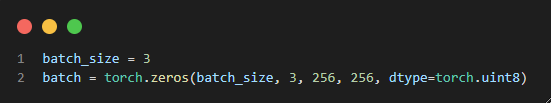 1 batch_size = 3
2 batch = torch.zeros(batch_size, 3, 256, 256, dtype=torch.uint8)